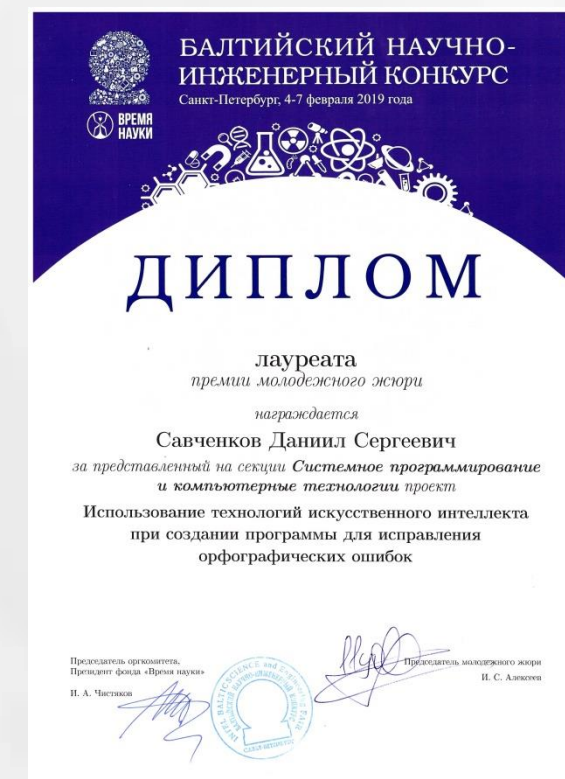 БАЛТИЙСКИЙ НАУЧНО-
ИНЖЕНЕРНЫЙ КОНКУРС
Санкт-Петербург, 4-7 февраля 2019 года
ВРЕМЯ
НАУКИ
ДИПЛОМ
лауреата
премии молодежного жюри
награждается
Савченков Даниил Сергеевич
за представленный на секции Системное программирование
и компьютерные технологии проект
Использование технологий искусственного интеллекта
при создании программы для исправления
орфографических ошибок
Председатель оргкомитета,
Президент фонда «Время науки»
И. А. Чистяков
Председатель молодежного жюри
И. С. Алексеев